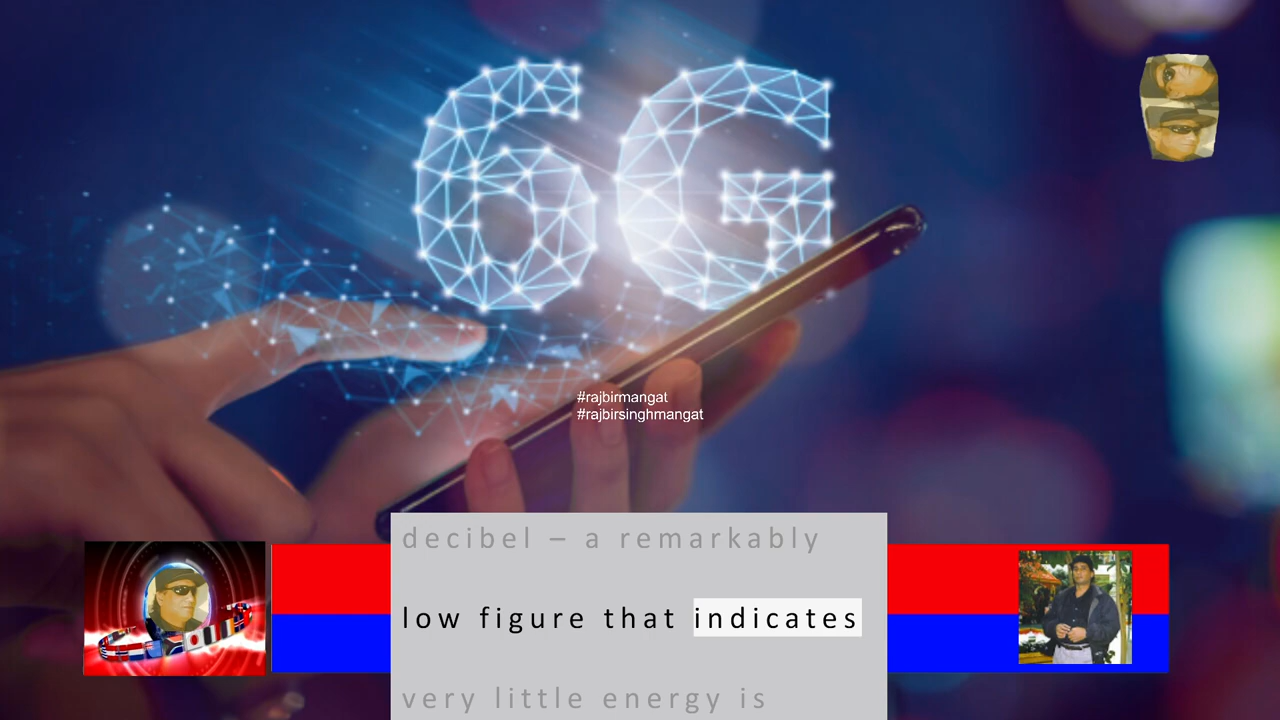 6G
#rajbirmangat
#rajbirsinghmangat
decibel – a remarkably
low figure that indicates
very little energy is